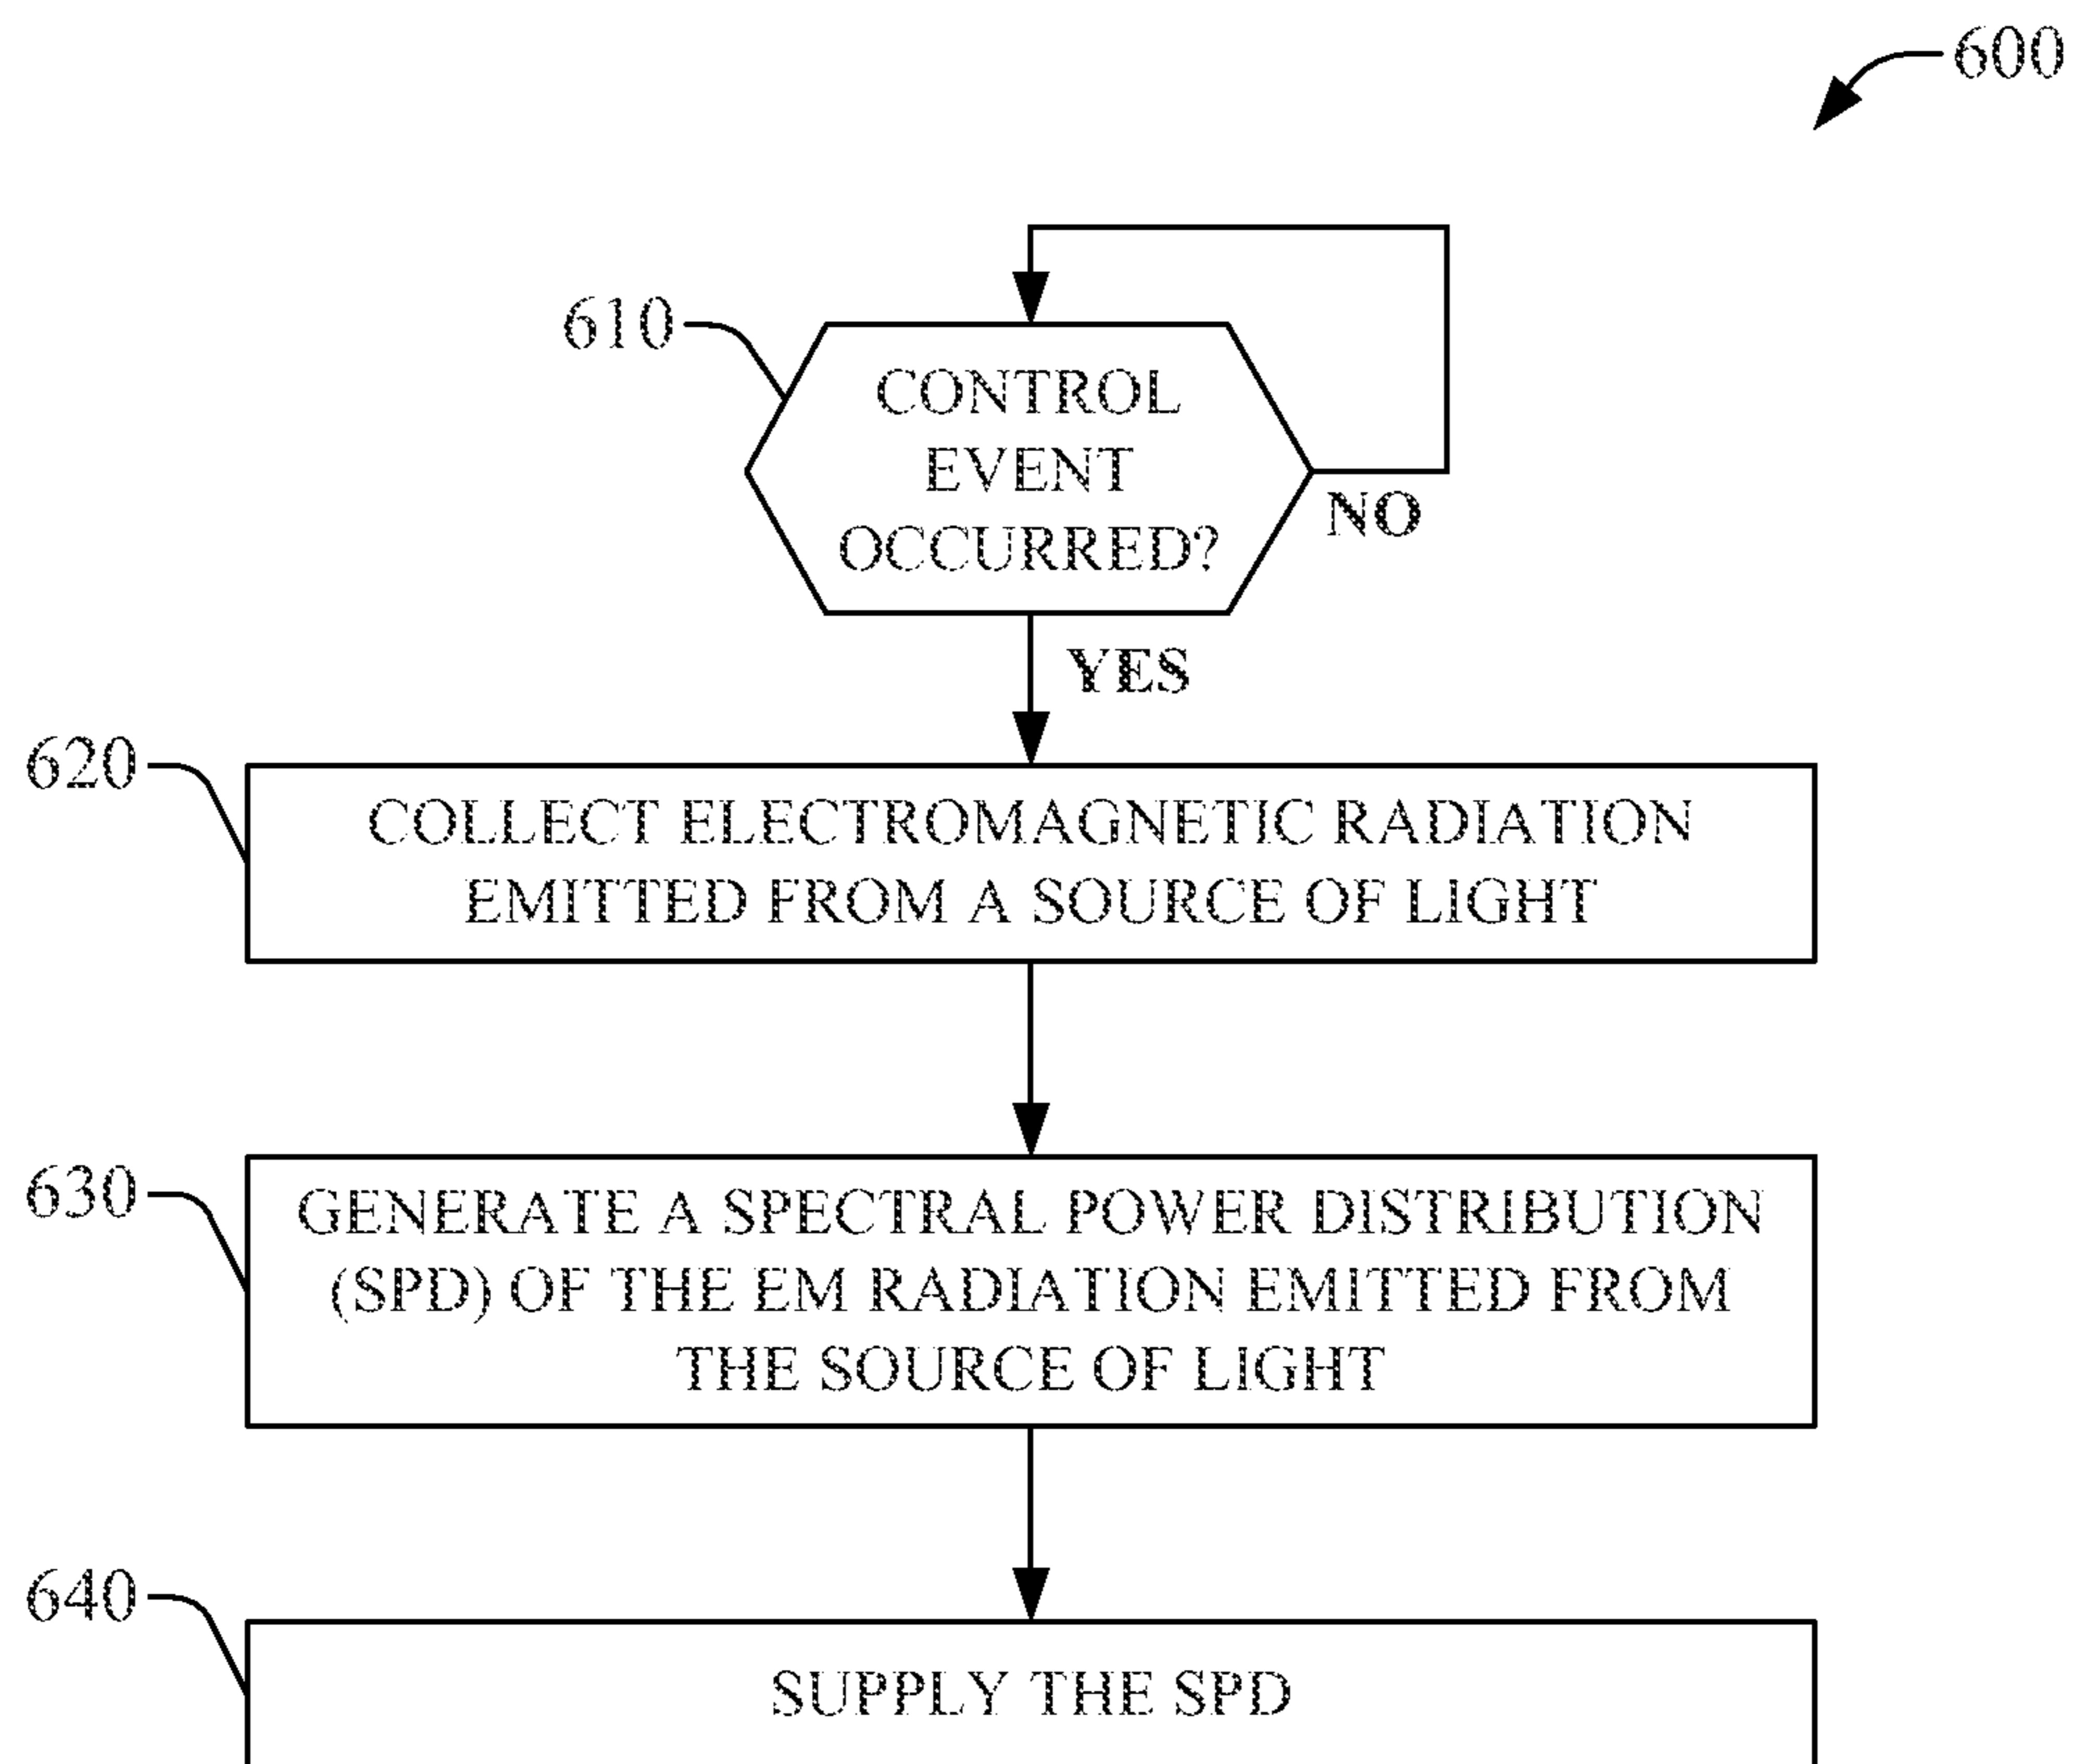 600
610
CONTROL
EVENT
OCCURRED?
NO
YES
620
COLLECT ELECTROMAGNETIC RADIATION
EMITTED FROM A SOURCE OF LIGHT
630
GENERATE A SPECTRAL POWER DISTRIBUTION
(SPD) OF THE EM RADIATION EMITTED FROM
THE SOURCE OF LIGHT
640
SUPPLY THE SPD